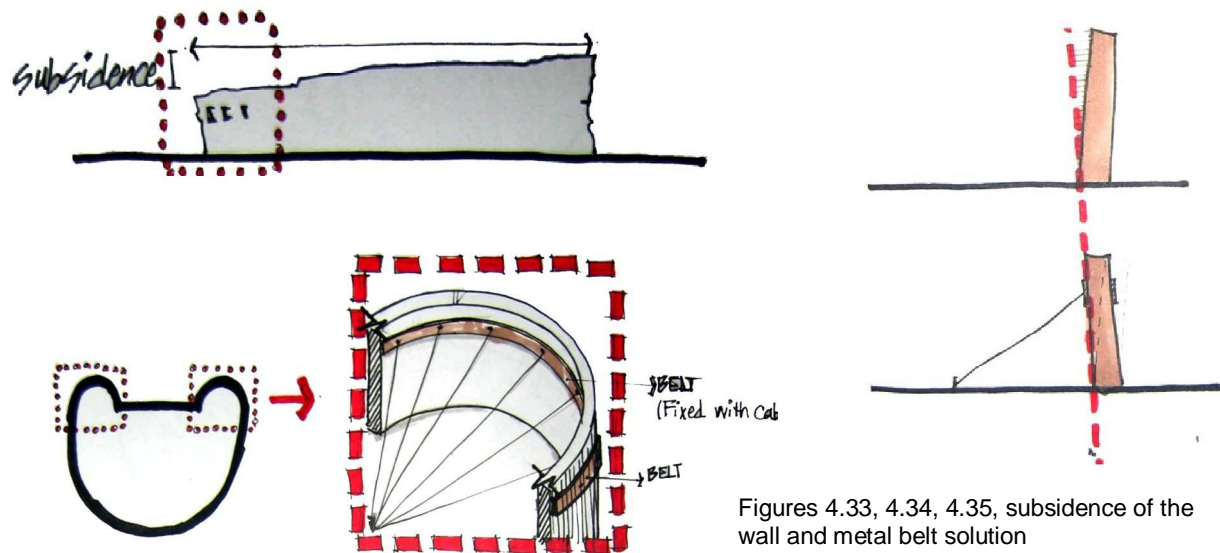 subsidence
BELT
(Fixed with cab
BELT
Figures 4.33, 4.34, 4.35, subsidence of the
wall and metal belt solution